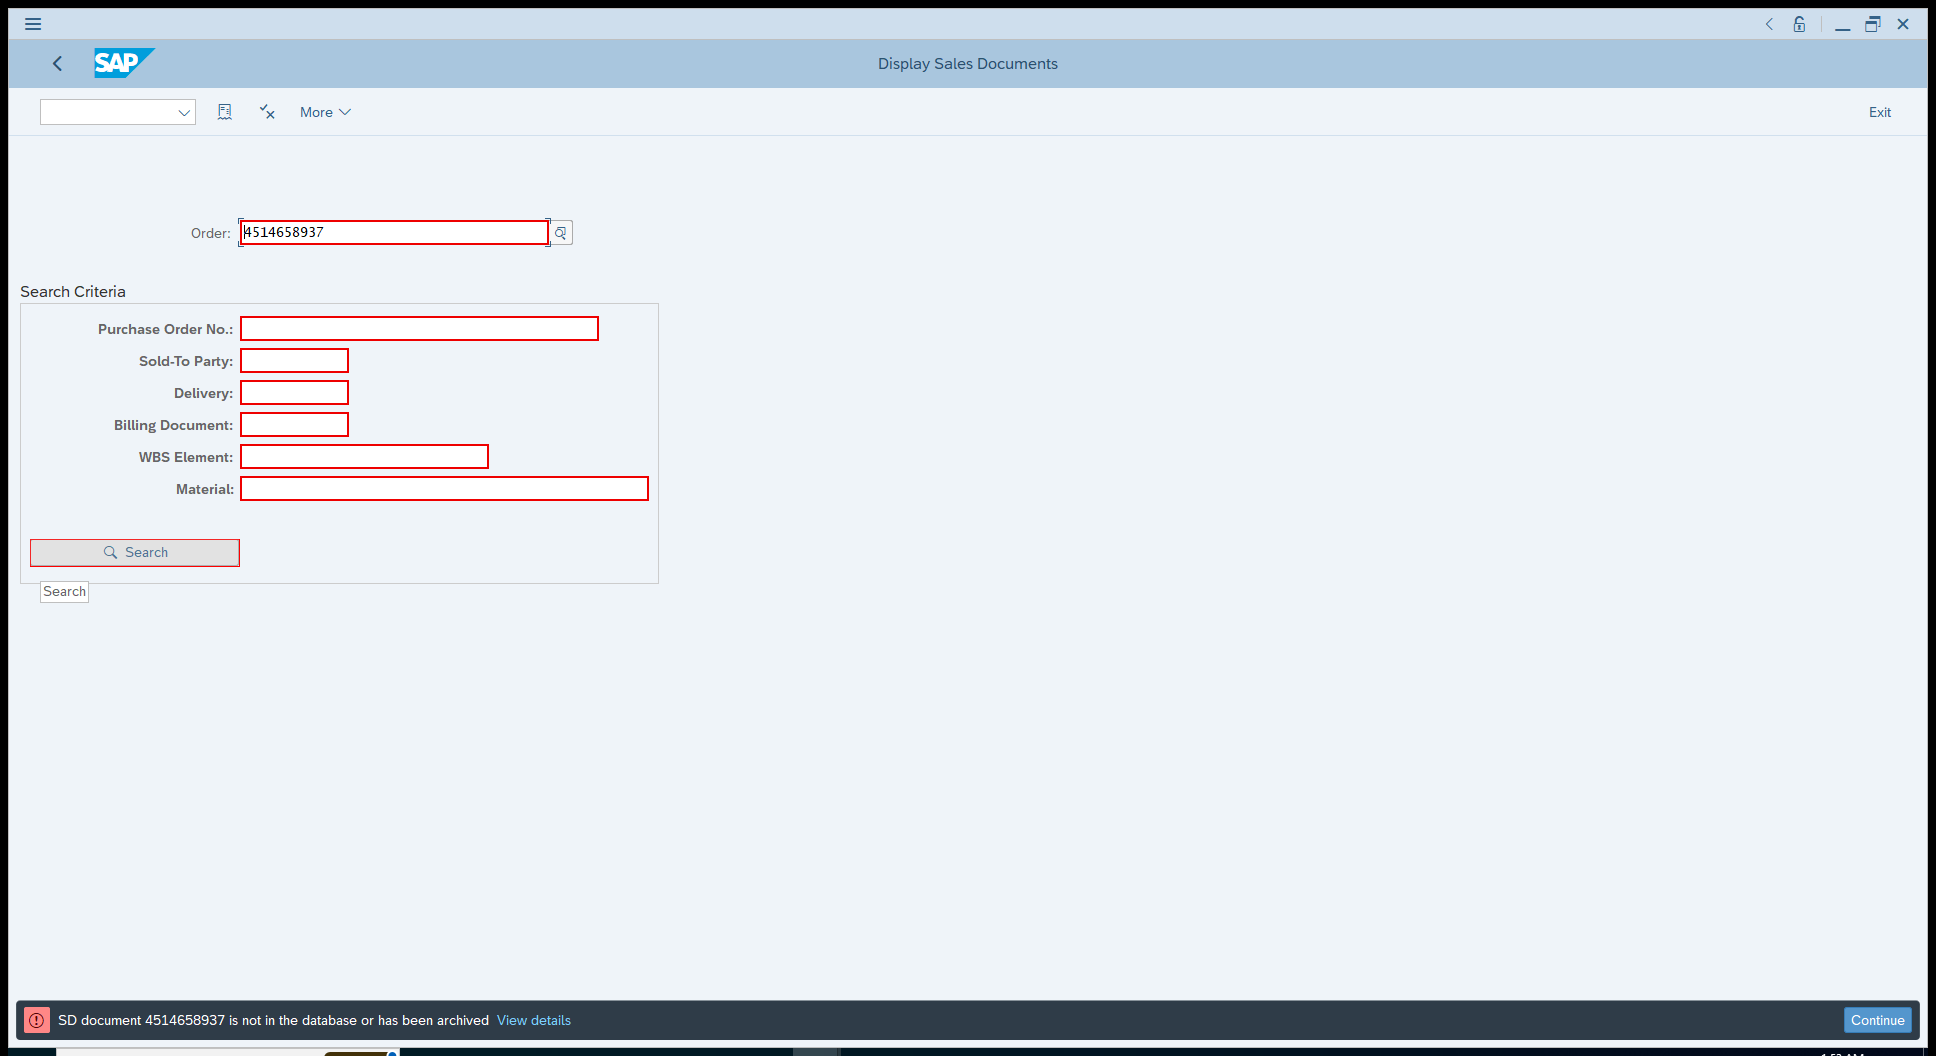 SAP
Display Sales Documents
More
Exit
Order:
4514658937
Search Criteria
Purchase Order No.:
Sold-To Party:
Delivery:
Billing Document:
WBS Element:
Material:
Search
Search
SD document 4514658937 is not in the database or has been archived View details
Continue